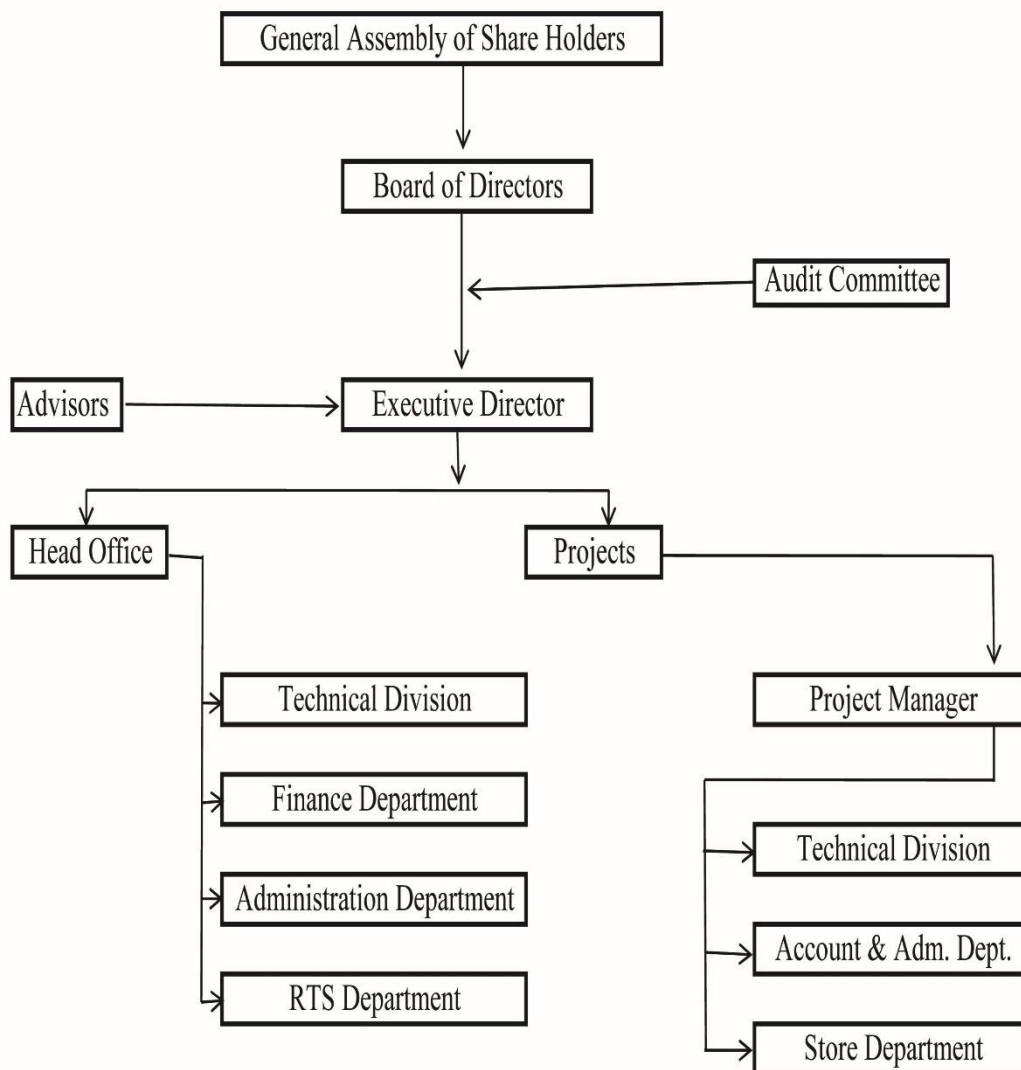 General Assembly of Share Holders
Board of Directors
Audit Committee
Advisors
Executive Director
Head Office
Projects
Technical Division
Project Manager
Finance Department
Technical Division
Administration Department
Account & Adm. Dept.
RTS Department
Store Department